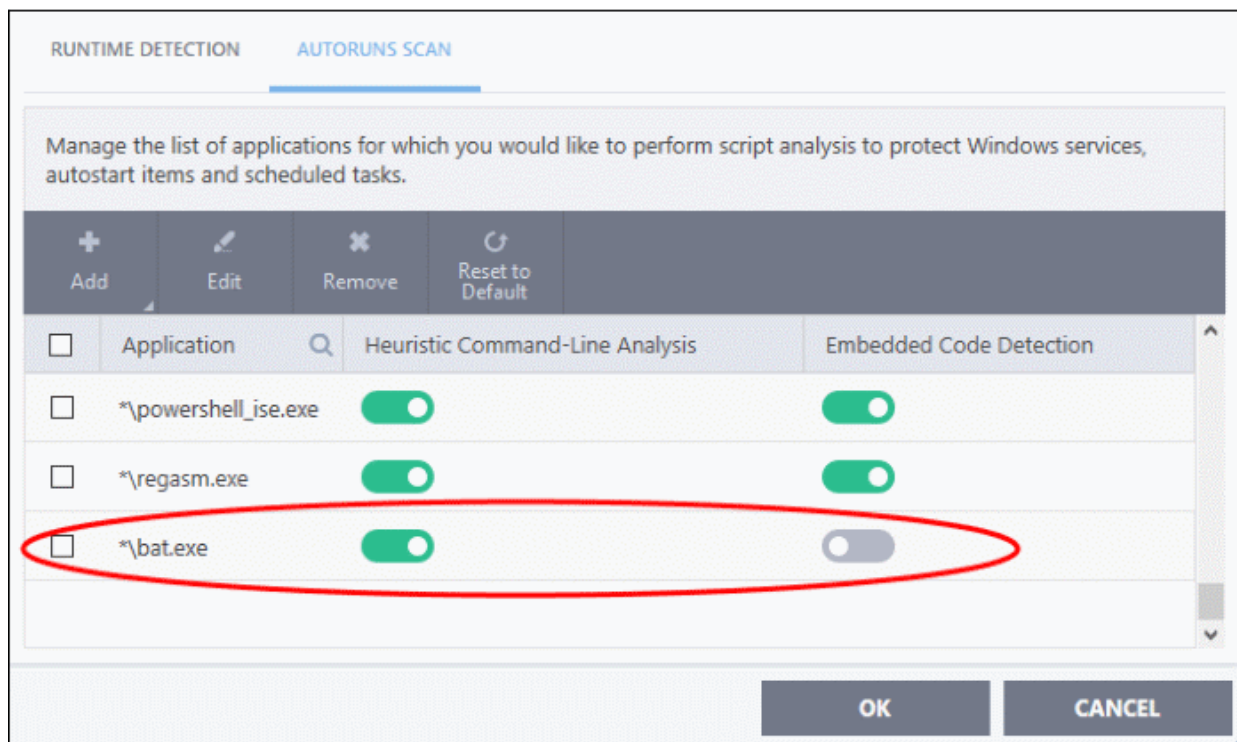 RUNTIME DETECTION AUTORUNS SCAN
Manage the list of applications for which you would like to perform script analysis to protect Windows services,
autostart items and scheduled tasks.
Add Edit Remove Reset to
Default
Application Heuristic Command-Line Analysis Embedded Code Detection
*\powershell_ise.exe
*\regasm.exe
*\bat.exe
OK CANCEL